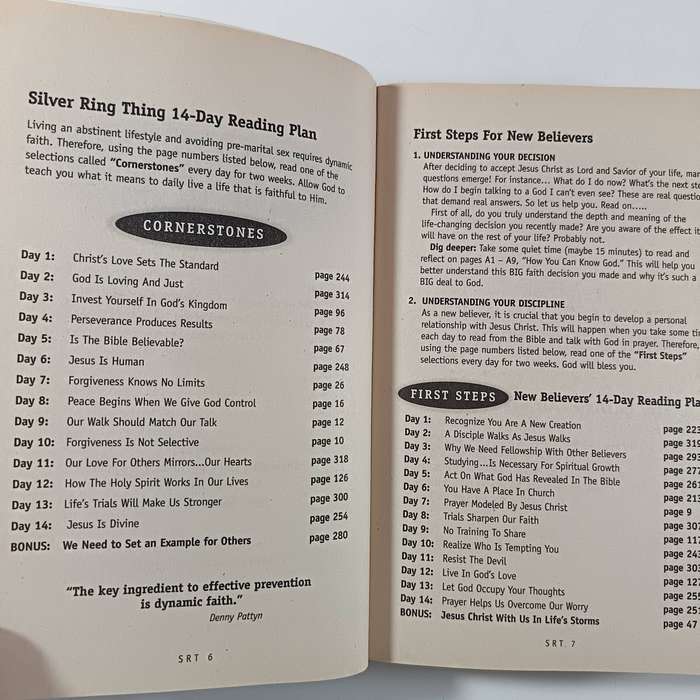 Silver Ring Thing 14-Day Reading Plan
Living an abstinent lifestyle and avoiding pre-marital sex requires dynamic
faith. Therefore, using the page numbers listed below, read one of the
selections called “Cornerstones” every day for two weeks. Allow God to
teach you what it means to daily live a life that is faithful to Him.
CORNERSTONES
Day 1: Christ's Love Sets The Standard page 244
Day 2: God Is Loving And Just page 314
Day 3: Invest Yourself In God's Kingdom page 96
Day 4: Perseverance Produces Results page 78
Day 5: Is The Bible Believable? page 67
Day 6: Jesus Is Human page 248
Day 7: Forgiveness Knows No Limits page 26
Day 8: Peace Begins When We Give God Control page 16
Day 9: Our Walk Should Match Our Talk page 12
Day 10: Forgiveness Is Not Selective page 10
Day 11: Our Love For Others Mirrors...Our Hearts page 318
Day 12: How The Holy Spirit Works In Our Lives page 126
Day 13: Life's Trials Will Make Us Stronger page 300
Day 14: Jesus Is Divine page 254
BONUS: We Need to Set an Example for Others page 280
“The key ingredient to effective prevention
is dynamic faith.”
Denny Pattyn
SRT 6
First Steps For New Believers
1. UNDERSTANDING YOUR DECISION
After deciding to accept Jesus Christ as Lord and Savior of your life,
questions emerge! For instance... What do I do now? What's the next
How do I begin talking to a God I can't even see? These are real
that demand real answers. So let us help you. Read on.....
First of all, do you truly understand the depth and meaning of the
life-changing decision you recently made? Are you aware of the effect it
will have on the rest of your life? Probably not.
Dig deeper: Take some quiet time (maybe 15 minutes) to read and
reflect on pages A1 – A9, “How You Can Know God.” This will help you
better understand this BIG faith decision you made and why it's such a
BIG deal to God.
2. UNDERSTANDING YOUR DISCIPLINE
As a new believer, it is crucial that you begin to develop a personal
relationship with Jesus Christ. This will happen when you take some
each day to read from the Bible and talk with God in prayer. Therefore,
using the page numbers listed below, read one of the “First Steps”
selections every day for two weeks. God will bless you.
FIRST STEPS New Believers' 14-Day Reading
Day 1: Recognize You Are A New Creation page 223
Day 2: A Disciple Walks As Jesus Walks page 319
Day 3: Why We Need Fellowship With Other Believers page 293
Day 4: Studying...Is Necessary For Spiritual Growth page 277
Day 5: Act On What God Has Revealed In The Bible page 261
Day 6: You Have A Place In Church page 213
Day 7: Prayer Modeled By Jesus Christ page 9
Day 8: Trials Sharpen Our Faith page 307
Day 9: No Training To Share page 117
Day 10: Realize Who Is Tempting You page 243
Day 11: Resist The Devil page 303
Day 12: Live In God's Love page 127
Day 13: Let God Occupy Your Thoughts page 255
Day 14: Prayer Helps Us Overcome Our Worry page 251
BONUS: Jesus Christ With Us In Life's Storms page 47
SRT 7